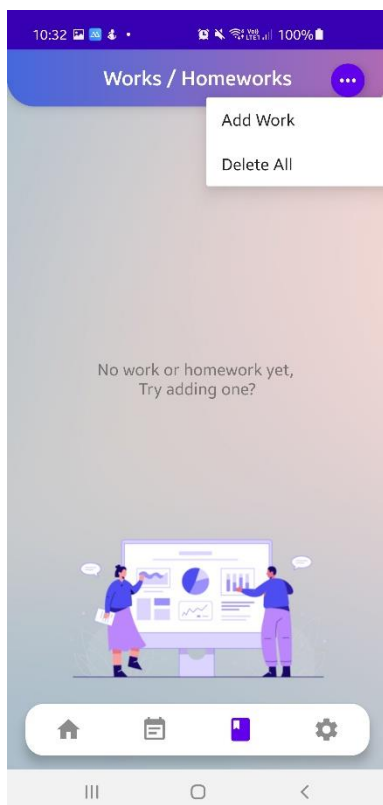 10:32 100%
Works / Homeworks
Add Work
Delete All
No work or homework yet,
Try adding one?